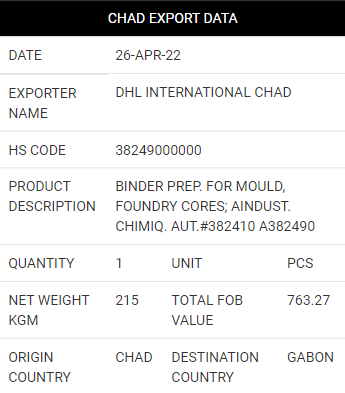 CHAD EXPORT DATA
DATE 26-APR-22
EXPORTER NAME DHL INTERNATIONAL CHAD
HS CODE 38249000000
PRODUCT DESCRIPTION BINDER PREP. FOR MOULD, FOUNDRY CORES; AINDUST. CHIMIQ. AUT.#382410 A382490
QUANTITY 1 UNIT PCS
NET WEIGHT KGM 215 TOTAL FOB VALUE 763.27
ORIGIN COUNTRY CHAD DESTINATION COUNTRY GABON